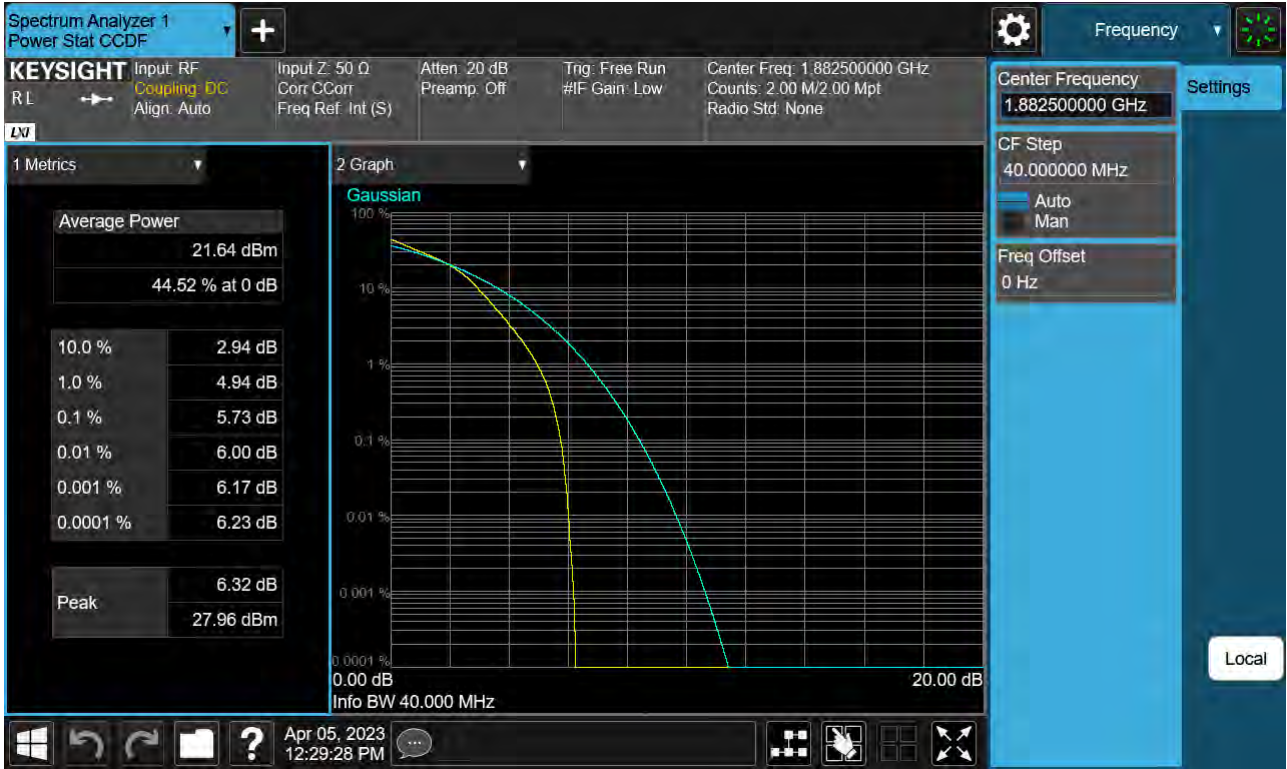 Spectrum Analyzer 1
Power Stat CCDF
Frequency
KEYSIGHT
R L
LXI
Input: RF
Coupling: DC
Align: Auto
Input Z: 50 Ω
Corr CCorr
Freq Ref: Int (S)
Atten: 20 dB
Preamp: Off
Trig: Free Run
#IF Gain: Low
Center Freq: 1.882500000 GHz
Counts: 2.00 M/2.00 Mpt
Radio Std: None
Center Frequency
1.882500000 GHz
Settings
CF Step
40.000000 MHz
Auto
Man
Freq Offset
0 Hz
Local
1 Metrics
Average Power
21.64 dBm
44.52 % at 0 dB
10.0 % 2.94 dB
1.0 % 4.94 dB
0.1 % 5.73 dB
0.01 % 6.00 dB
0.001 % 6.17 dB
0.0001 % 6.23 dB
Peak
6.32 dB
27.96 dBm
2 Graph
Gaussian
100 %
10 %
1 %
0.1 %
0.01 %
0.001 %
0.0001 %
0.00 dB 20.00 dB
Info BW 40.000 MHz
?
Apr 05, 2023
12:29:28 PM